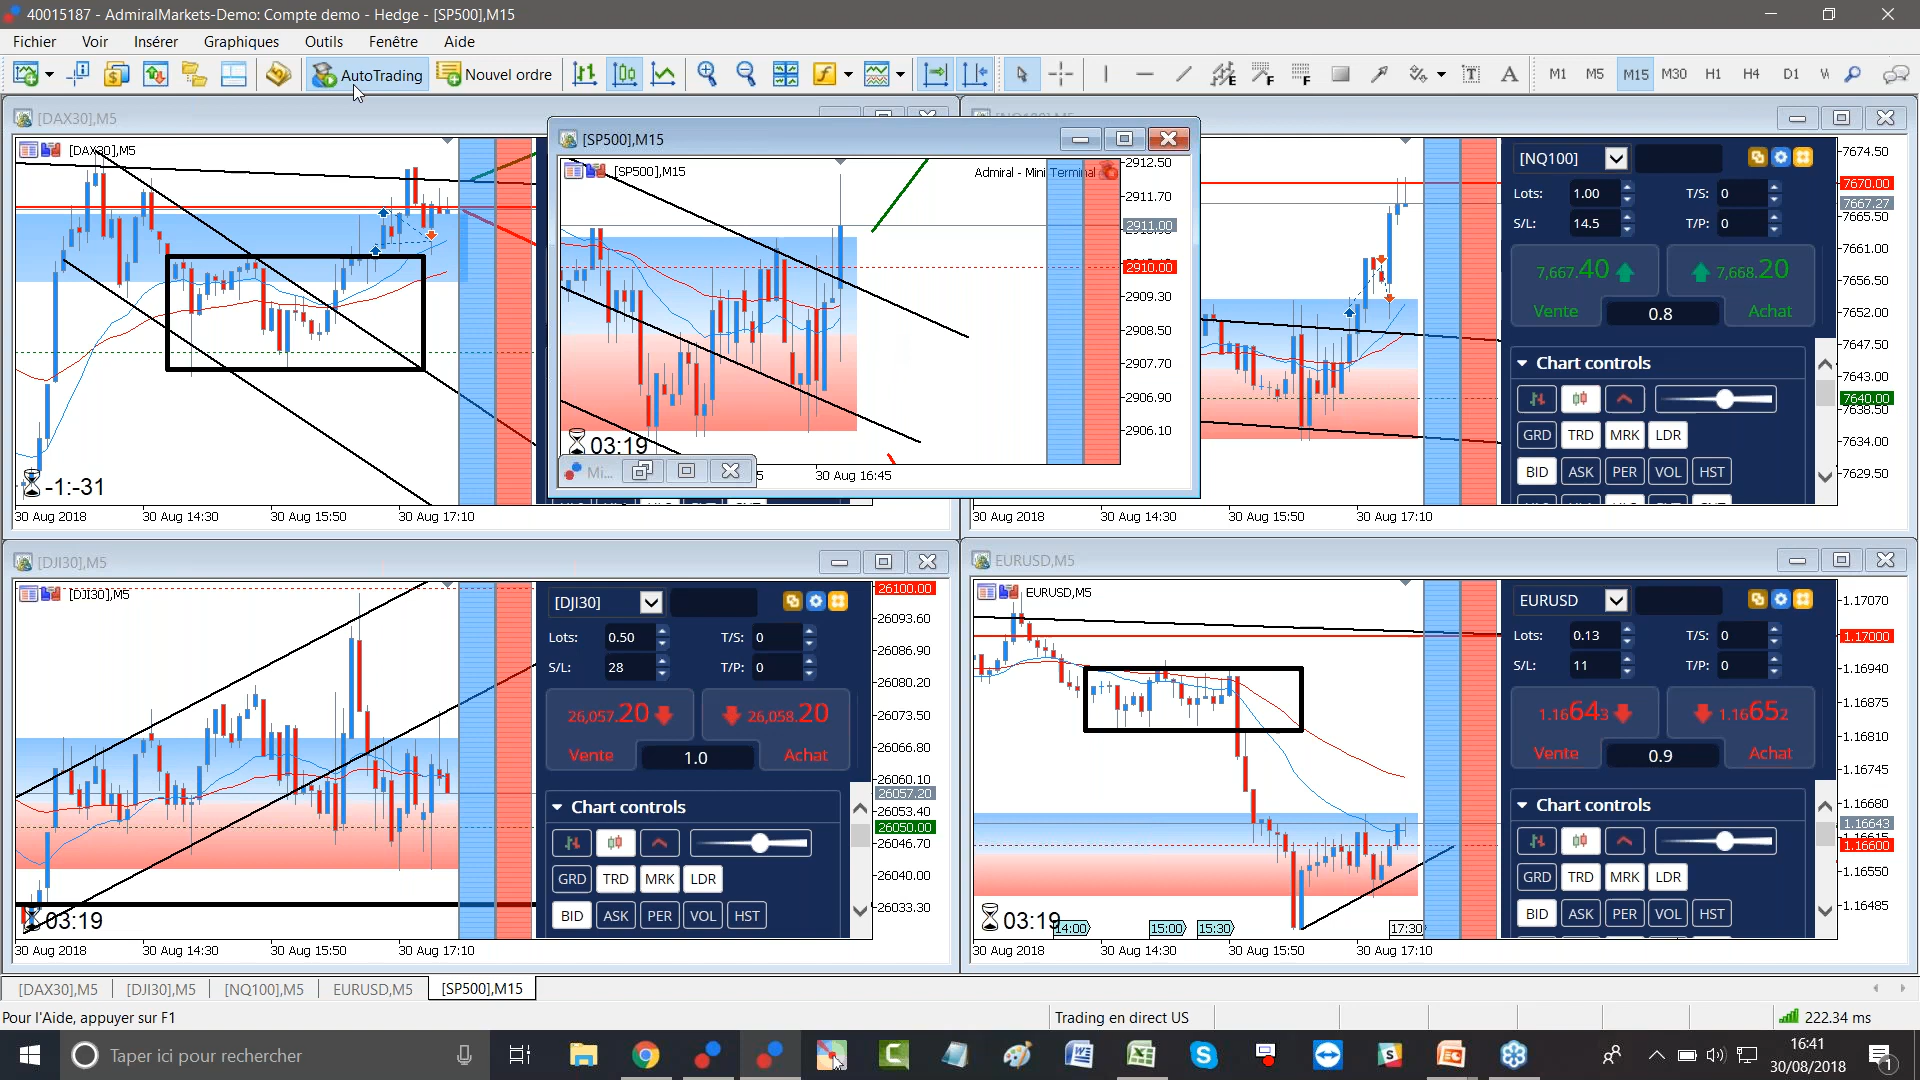 40015187 - AdmiralMarkets-Demo: Compte demo - Hedge - [SP500],M15
Fichier Voir Insérer Graphiques Outils Fenêtre Aide
AutoTrading Nouvel ordre M1 M5 M15 M30 H1 H4 D1
[DAX30],M5
[DAX30],M5
-1:-31
30 Aug 2018 30 Aug 14:30 30 Aug 15:50 30 Aug 17:10
[SP500],M15
[SP500],M15
Admiral - Mini Terminal
2912.50
2911.70
2911.00
2910.00
2909.30
2908.50
2907.70
2906.90
2906.10
03:19
Mi...
30 Aug 16:45
[NQ100]
Lots: 1.00 T/S: 0
S/L: 14.5 T/P: 0
7,667.40 7,668.20
Vente 0.8 Achat
Chart controls
GRD TRD MRK LDR
BID ASK PER VOL HST
7674.50
7670.00
7667.27
7665.50
7661.00
7656.50
7652.00
7647.50
7643.00
7640.00
7638.50
7634.00
7629.50
30 Aug 2018 30 Aug 14:30 30 Aug 15:50 30 Aug 17:10
[DJI30],M5
[DJI30],M5
03:19
30 Aug 2018 30 Aug 14:30 30 Aug 15:50 30 Aug 17:10
[DJI30]
Lots: 0.50 T/S: 0
S/L: 28 T/P: 0
26,057.20 26,058.20
Vente 1.0 Achat
Chart controls
GRD TRD MRK LDR
BID ASK PER VOL HST
26100.00
26093.60
26086.90
26080.20
26073.50
26066.80
26060.10
26057.20
26053.40
26050.00
26046.70
26040.00
26033.30
EURUSD,M5
EURUSD,M5
03:19
14:00 15:00 15:30 17:30
30 Aug 2018 30 Aug 14:30 30 Aug 15:50 30 Aug 17:10
EURUSD
Lots: 0.13 T/S: 0
S/L: 11 T/P: 0
1.16643 1.16652
Vente 0.9 Achat
Chart controls
GRD TRD MRK LDR
BID ASK PER VOL HST
1.17070
1.17000
1.16940
1.16875
1.16810
1.16745
1.16680
1.16643
1.16615
1.16600
1.16550
1.16485
[DAX30],M5 [DJI30],M5 [NQ100],M5 EURUSD,M5 [SP500],M15
Pour l'Aide, appuyer sur F1 Trading en direct US 222.34 ms
Taper ici pour rechercher
16:41
30/08/2018
1